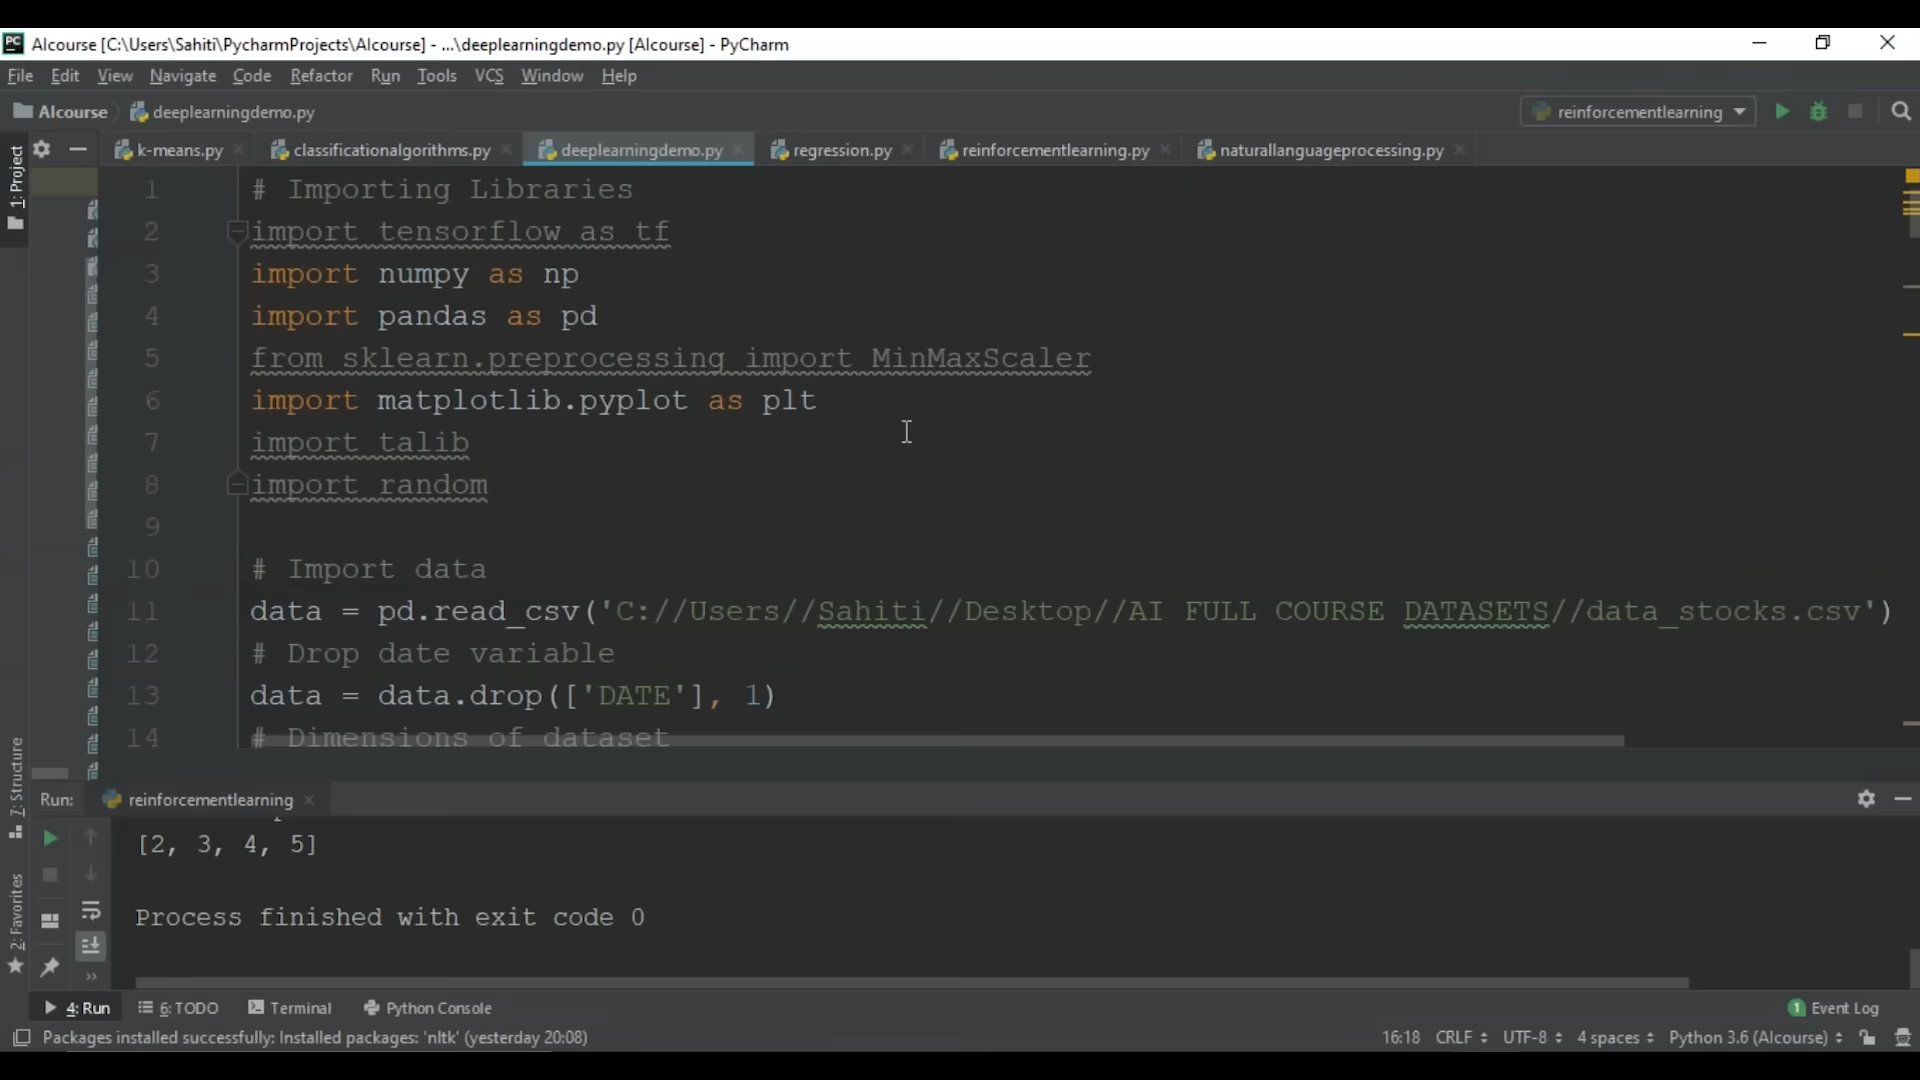 PC AIcourse [C:\Users\Sahiti\PycharmProjects\AIcourse] - ...\deeplearningdemo.py [AIcourse] - PyCharm
File Edit View Navigate Code Refactor Run Tools VCS Window Help
AIcourse deeplearningdemo.py reinforcementlearning
1: Project
k-means.py classificationalgorithms.py deeplearningdemo.py regression.py reinforcementlearning.py naturallanguageprocessing.py
1 # Importing Libraries
2 import tensorflow as tf
3 import numpy as np
4 import pandas as pd
5 from sklearn.preprocessing import MinMaxScaler
6 import matplotlib.pyplot as plt
7 import talib
8 import random
9
10 # Import data
11 data = pd.read_csv('C://Users//Sahiti//Desktop//AI FULL COURSE DATASETS//data_stocks.csv')
12 # Drop date variable
13 data = data.drop(['DATE'], 1)
14 # Dimensions of dataset
7: Structure
Run: reinforcementlearning
[2, 3, 4, 5]
2: Favorites
Process finished with exit code 0
4: Run 6: TODO Terminal Python Console 1 Event Log
Packages installed successfully: Installed packages: 'nltk' (yesterday 20:08) 16:18 CRLF UTF-8 4 spaces Python 3.6 (AIcourse)